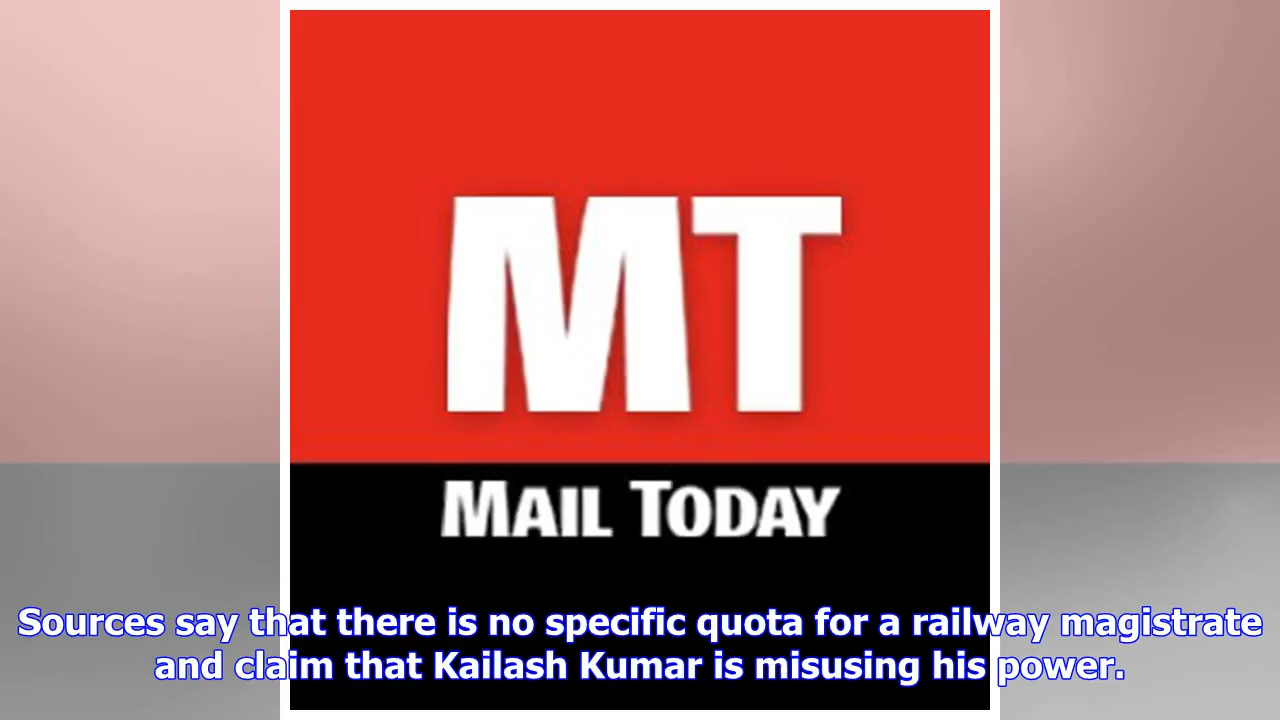 MT
MAIL TODAY
Sources say that there is no specific quota for a railway magistrate
and claim that Kailash Kumar is misusing his power.